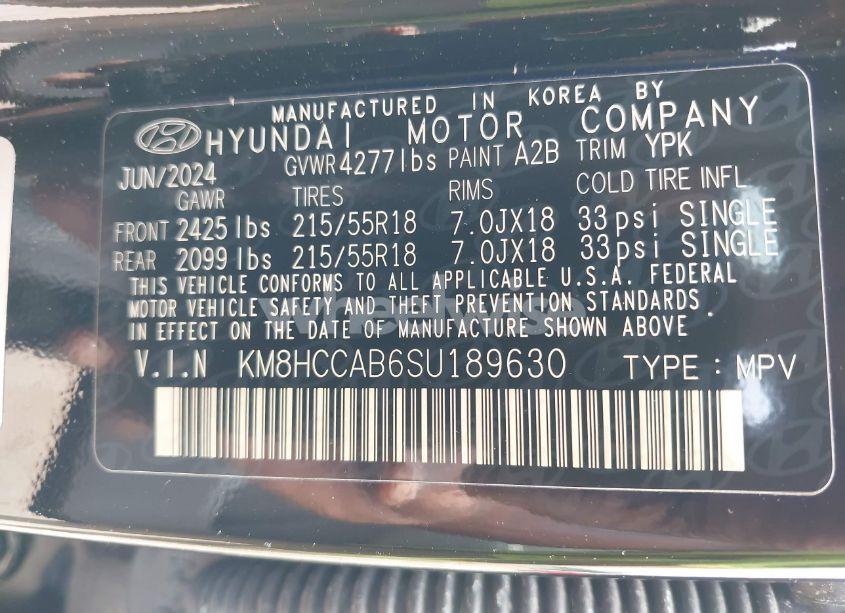 MANUFACTURED IN KOREA BY
HYUNDAI MOTOR COMPANY
JUN/2024 GVWR 4277lbs PAINT A2B TRIM YPK
GAWR TIRES RIMS COLD TIRE INFL
FRONT 2425 lbs 215/55R18 7.0JX18 33psi SINGLE
REAR 2099 lbs 215/55R18 7.0JX18 33psi SINGLE
THIS VEHICLE CONFORMS TO ALL APPLICABLE U.S.A. FEDERAL
MOTOR VEHICLE SAFETY AND THEFT PREVENTION STANDARDS
IN EFFECT ON THE DATE OF MANUFACTURE SHOWN ABOVE.
V.I.N KM8HCCAB6SU189630 TYPE : MPV